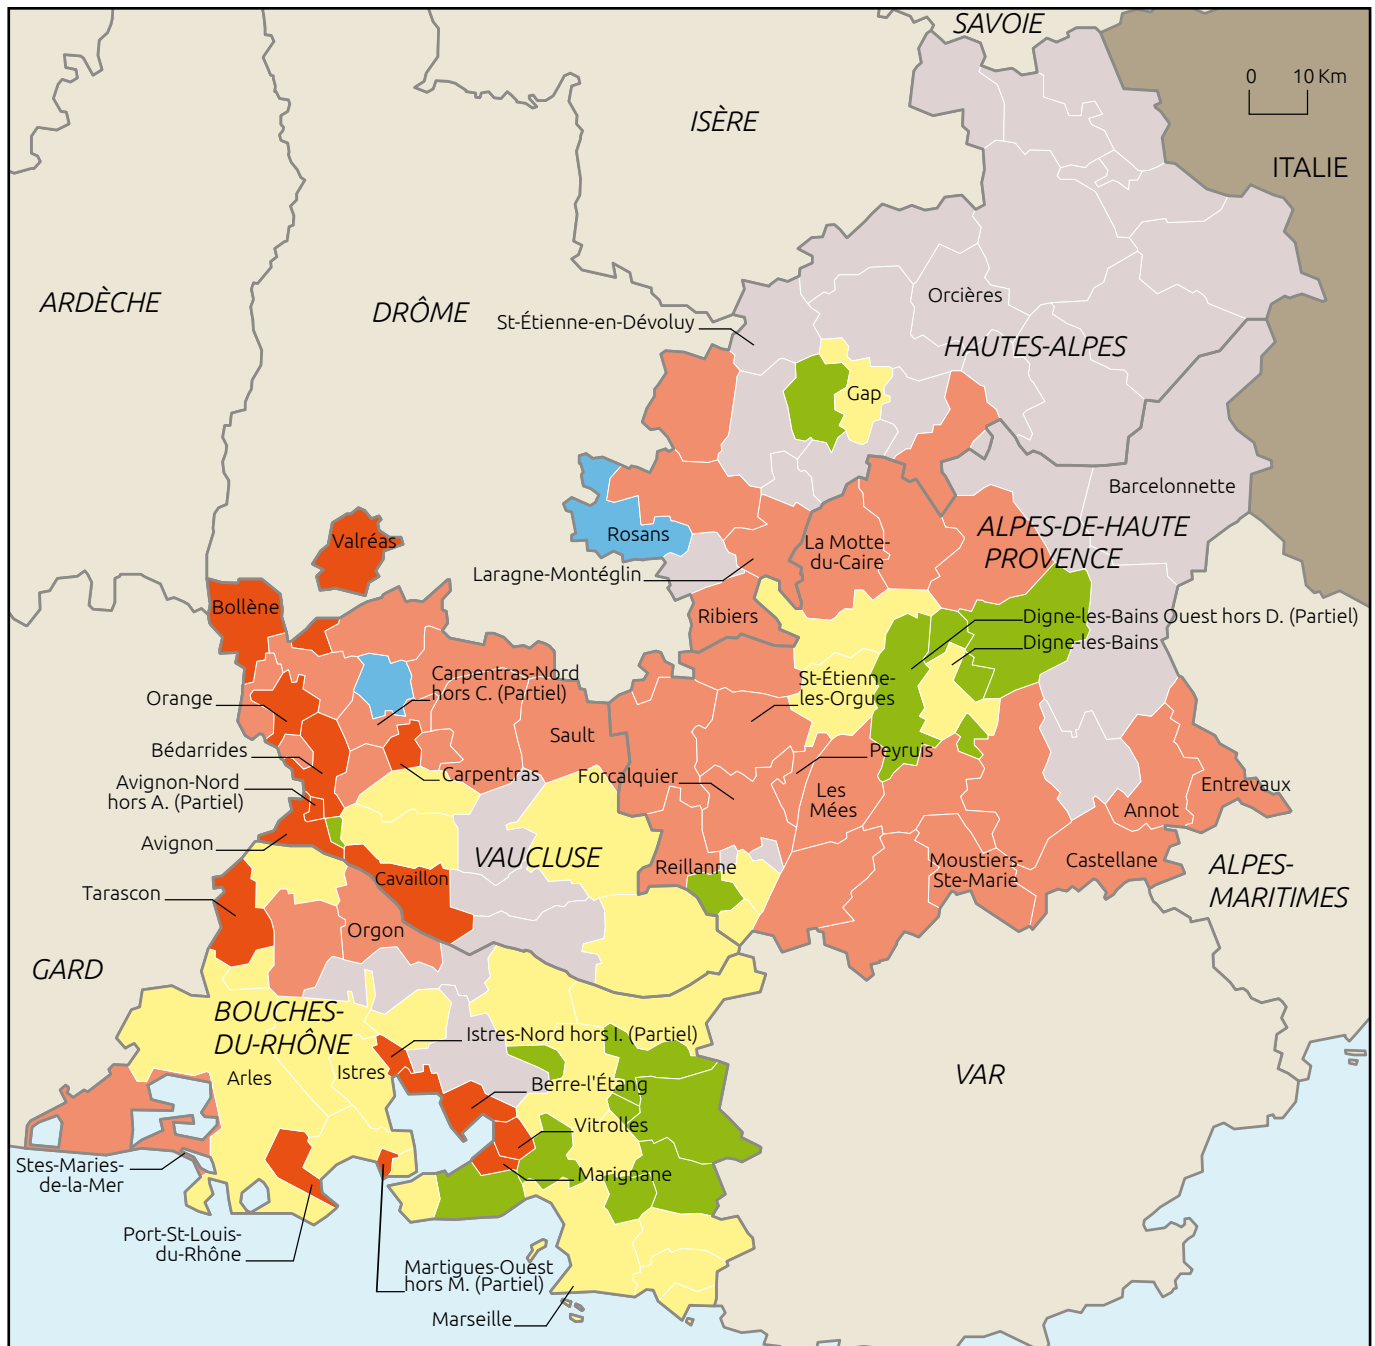 SAVOIE
0 10 Km
ISÈRE
ITALIE
ARDÈCHE
DRÔME
Orcières
St-Étienne-en-Dévoluy
HAUTES-ALPES
Gap
Barcelonnette
ALPES-DE-HAUTE
PROVENCE
Rosans
Valréas
La Motte-
du-Caire
Laragne-Montéglin
Bollène
Ribiers
Digne-les-Bains Ouest hors D. (Partiel)
Digne-les-Bains
Carpentras-Nord
hors C. (Partiel)
St-Étienne-
les-Orgues
Orange
Sault
Bédarrides
Peyruis
Avignon-Nord
hors A. (Partiel)
Carpentras
Forcalquier
Les
Mées
Entrevaux
Annot
Avignon
VAUCLUSE
Reillanne
Moustiers-
Ste-Marie
Castellane
ALPES-
MARITIMES
Tarascon
Cavaillon
Orgon
GARD
BOUCHES-
DU-RHÔNE
Istres-Nord hors I. (Partiel)
Arles
Istres
VAR
Berre-l'Étang
Vitrolles
Stes-Maries-
de-la-Mer
Marignane
Port-St-Louis-
du-Rhône
Martigues-Ouest
hors M. (Partiel)
Marseille